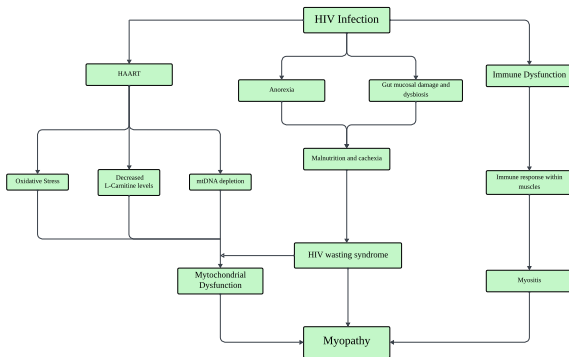 HIV Infection
HAART
Anorexia
Gut mucosal damage and
dysbiosis
Immune Dysfunction
Malnutrition and cachexia
Oxidative Stress
Decreased
L-Carnitine levels
mtDNA depletion
Immune response within
muscles
HIV wasting syndrome
Mytochondrial
Dysfunction
Myositis
Myopathy